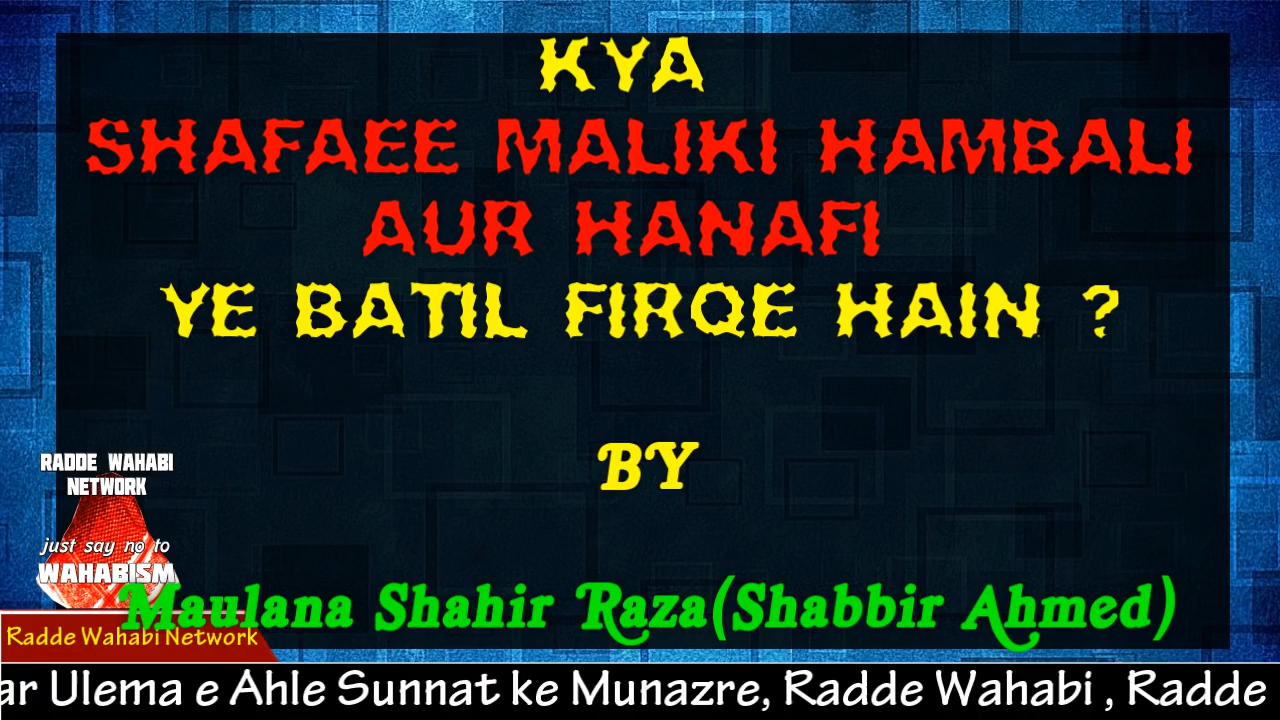 KYA
SHAFAEE MALIKI HAMBALI
AUR HANAFI
YE BATIL FIRQE HAIN ?
BY
RADDE WAHABI
NETWORK
just say no to
WAHABISM
Maulana Shahir Raza(Shabbir Ahmed)
Radde Wahabi Network
ar Ulema e Ahle Sunnat ke Munazre, Radde Wahabi , Radde